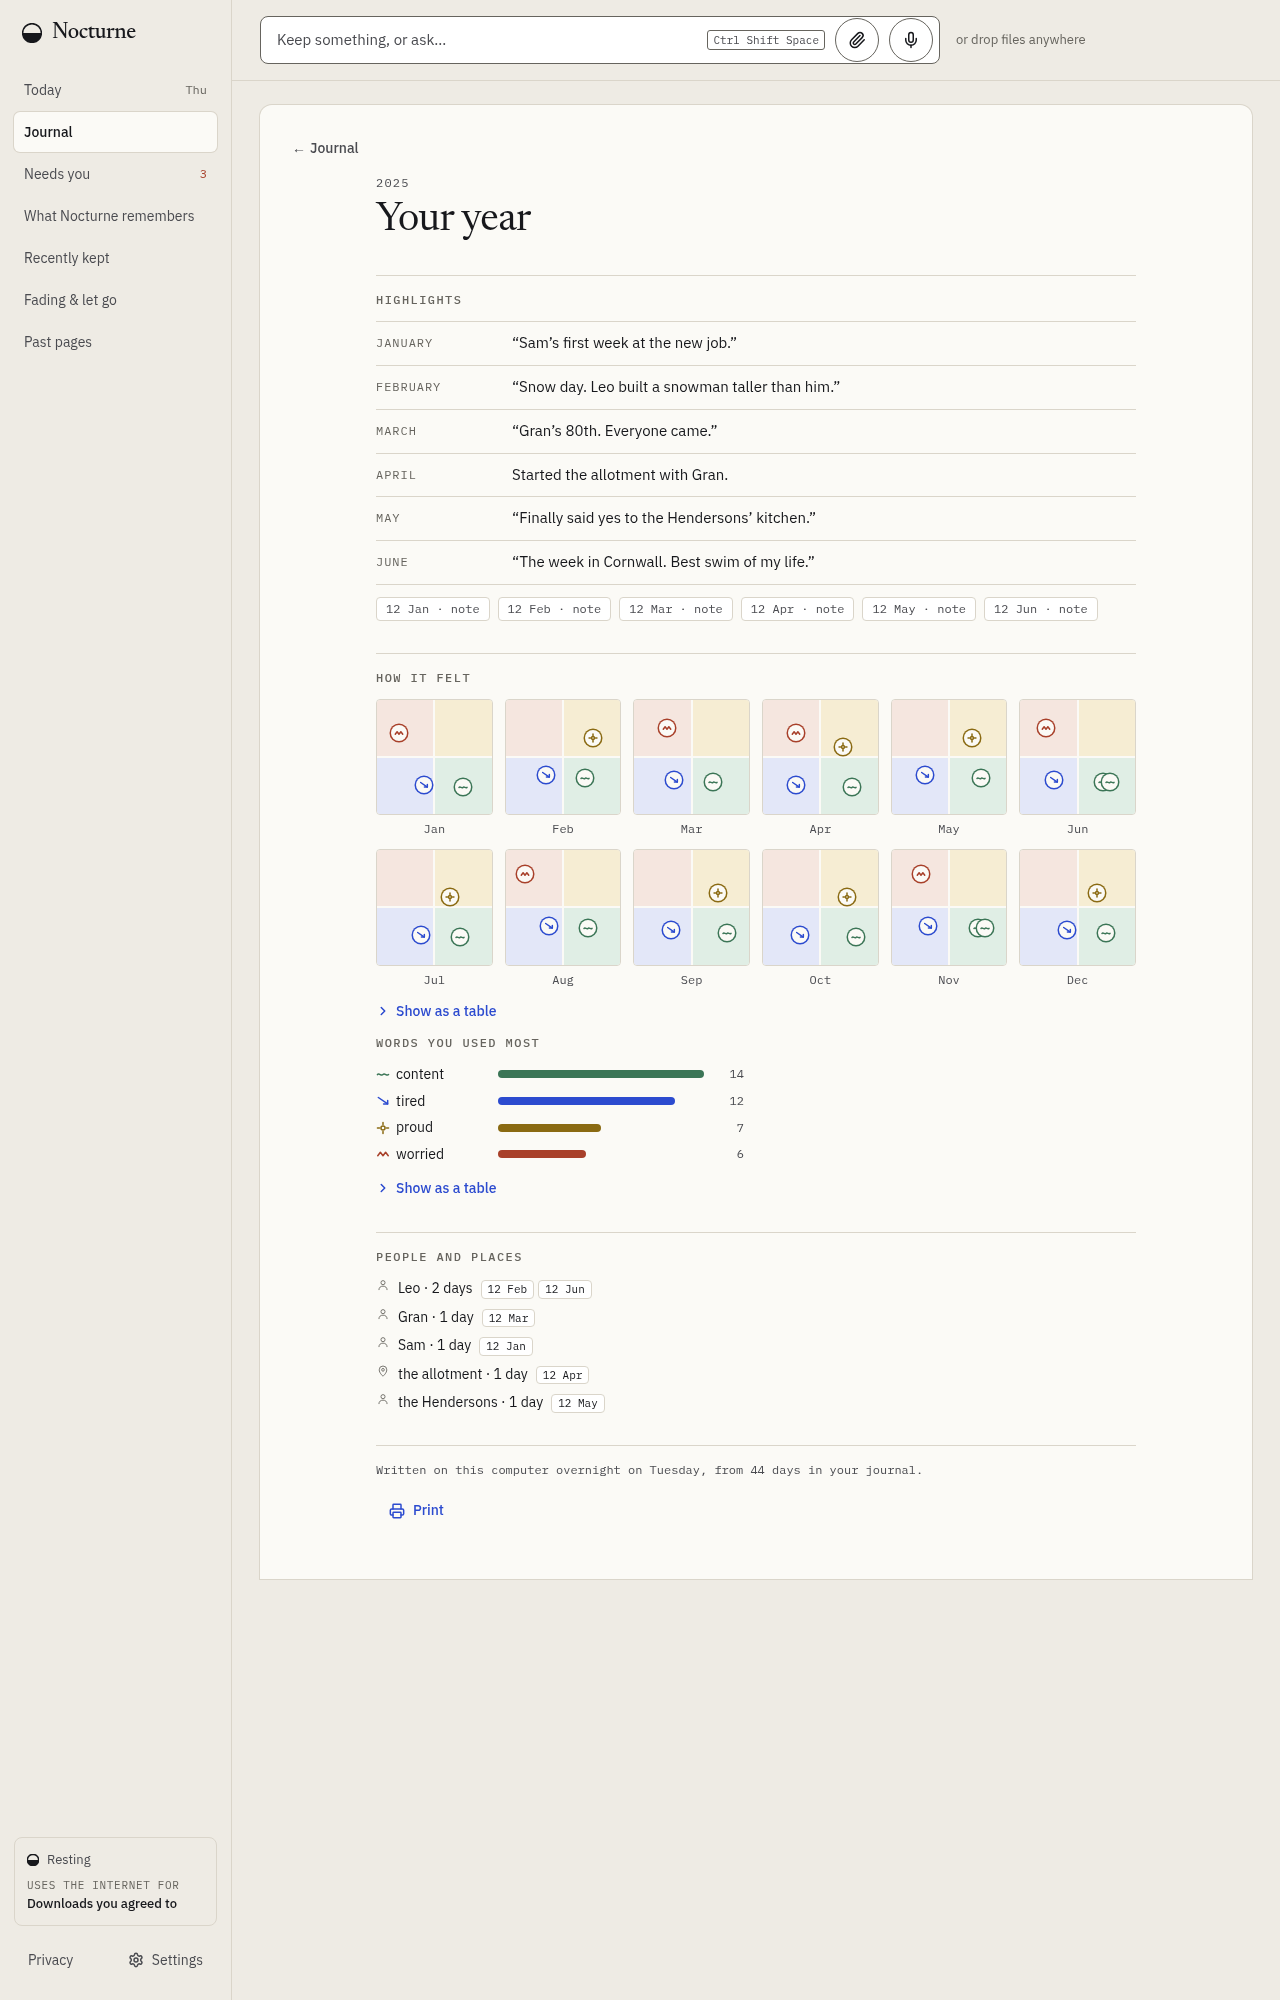 Nocturne
Keep something, or ask…
Ctrl Shift Space
or drop files anywhere
Today
Thu
Journal
Needs you
3
What Nocturne remembers
Recently kept
Fading & let go
Past pages
← Journal
2025
Your year
HIGHLIGHTS
JANUARY “Sam’s first week at the new job.”
FEBRUARY “Snow day. Leo built a snowman taller than him.”
MARCH “Gran’s 80th. Everyone came.”
APRIL Started the allotment with Gran.
MAY “Finally said yes to the Hendersons’ kitchen.”
JUNE “The week in Cornwall. Best swim of my life.”
12 Jan · note 12 Feb · note 12 Mar · note 12 Apr · note 12 May · note 12 Jun · note
HOW IT FELT
Jan Feb Mar Apr May Jun
Jul Aug Sep Oct Nov Dec
Show as a table
WORDS YOU USED MOST
content 14
tired 12
proud 7
worried 6
Show as a table
PEOPLE AND PLACES
Leo · 2 days 12 Feb 12 Jun
Gran · 1 day 12 Mar
Sam · 1 day 12 Jan
the allotment · 1 day 12 Apr
the Hendersons · 1 day 12 May
Written on this computer overnight on Tuesday, from 44 days in your journal.
Print
Resting
USES THE INTERNET FOR
Downloads you agreed to
Privacy
Settings